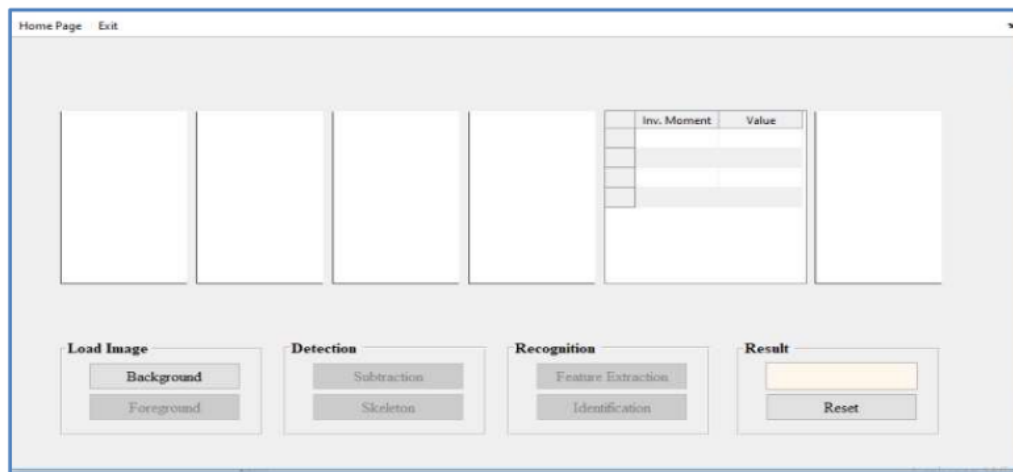 Home Page Exit
Inv. Moment Value
Load Image
Background
Foreground
Detection
Subtraction
Skeleton
Recognition
Feature Extraction
Identification
Result
Reset